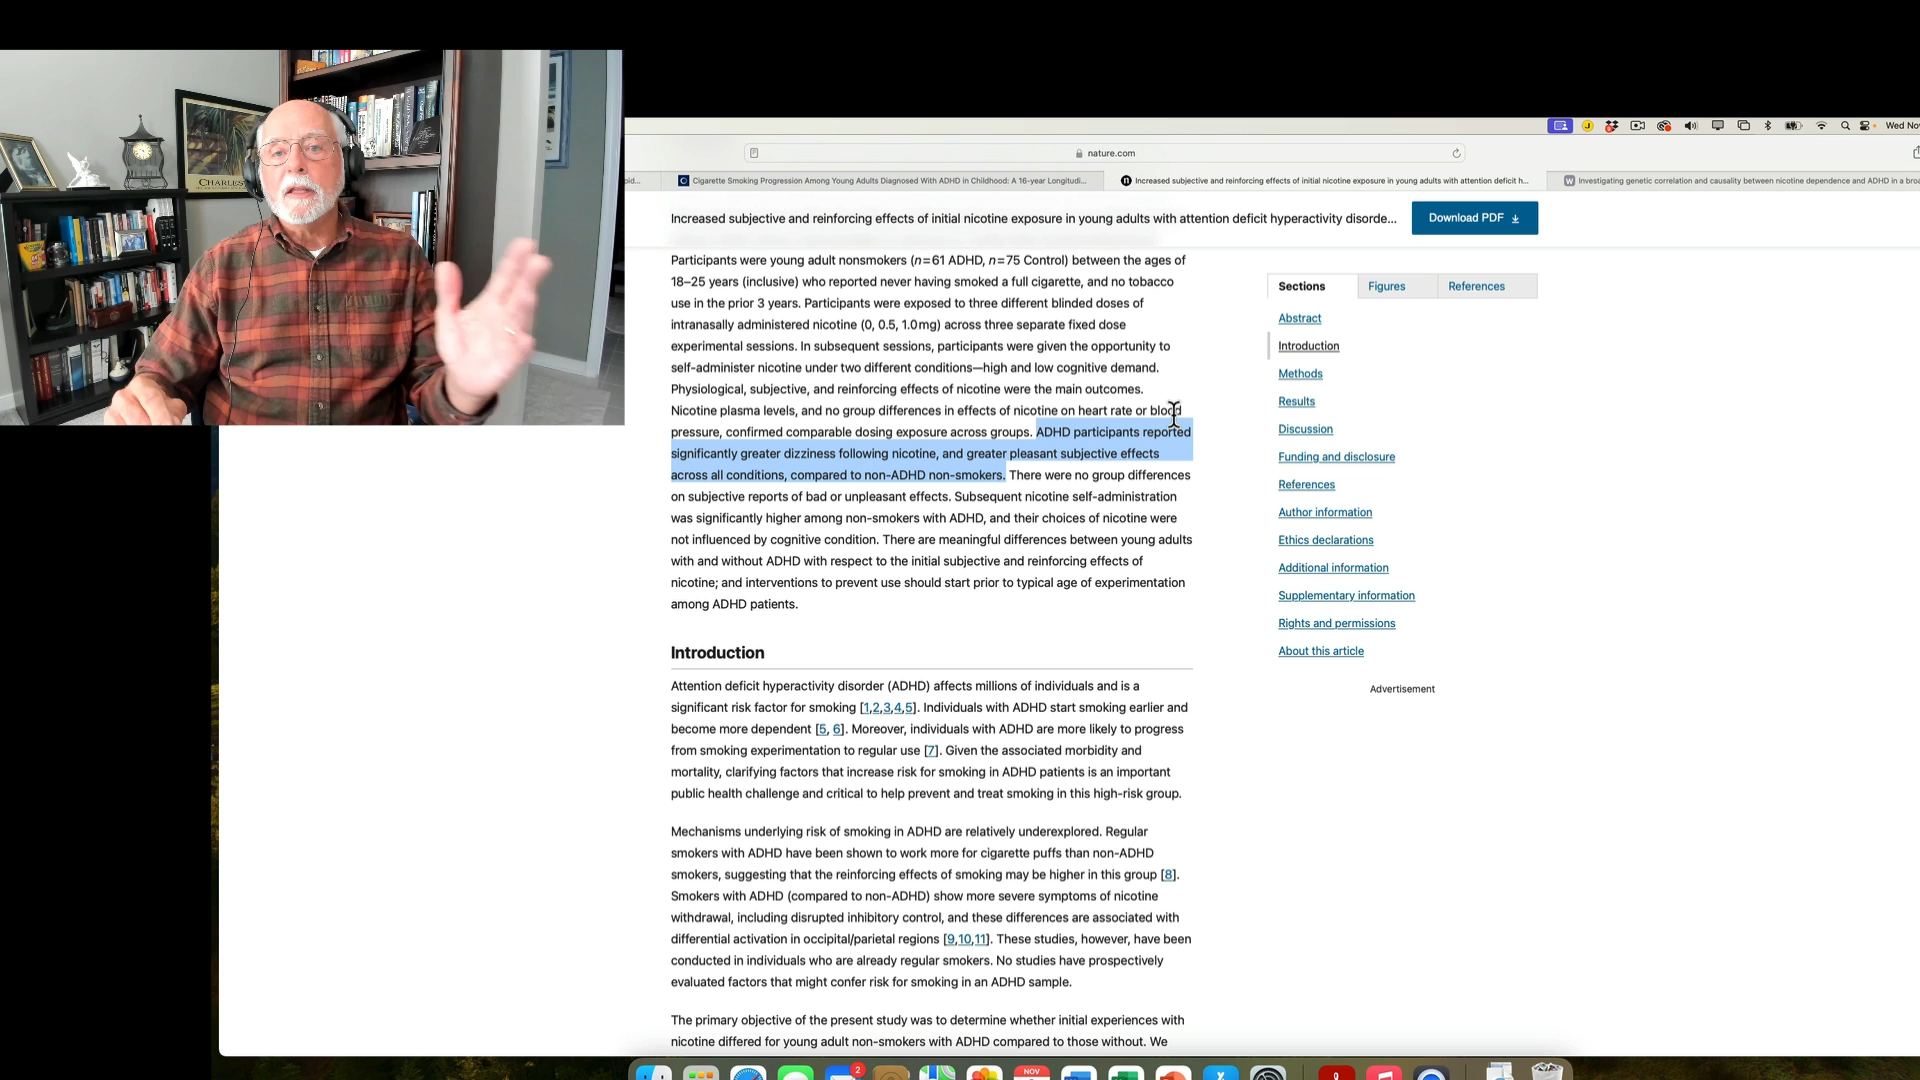 CHARLES
Wed Nov
nature.com
Cigarette Smoking Progression Among Young Adults Diagnosed With ADHD in Childhood: A 16-year Longitudi...
Increased subjective and reinforcing effects of initial nicotine exposure in young adults with attention deficit h...
Investigating genetic correlation and causality between nicotine dependence and ADHD in a broa
Increased subjective and reinforcing effects of initial nicotine exposure in young adults with attention deficit hyperactivity disorde...
Download PDF
Participants were young adult nonsmokers (n=61 ADHD, n=75 Control) between the ages of
18–25 years (inclusive) who reported never having smoked a full cigarette, and no tobacco
use in the prior 3 years. Participants were exposed to three different blinded doses of
intranasally administered nicotine (0, 0.5, 1.0mg) across three separate fixed dose
experimental sessions. In subsequent sessions, participants were given the opportunity to
self-administer nicotine under two different conditions—high and low cognitive demand.
Physiological, subjective, and reinforcing effects of nicotine were the main outcomes.
Nicotine plasma levels, and no group differences in effects of nicotine on heart rate or blood
pressure, confirmed comparable dosing exposure across groups. ADHD participants reported
significantly greater dizziness following nicotine, and greater pleasant subjective effects
across all conditions, compared to non-ADHD non-smokers. There were no group differences
on subjective reports of bad or unpleasant effects. Subsequent nicotine self-administration
was significantly higher among non-smokers with ADHD, and their choices of nicotine were
not influenced by cognitive condition. There are meaningful differences between young adults
with and without ADHD with respect to the initial subjective and reinforcing effects of
nicotine; and interventions to prevent use should start prior to typical age of experimentation
among ADHD patients.
Introduction
Attention deficit hyperactivity disorder (ADHD) affects millions of individuals and is a
significant risk factor for smoking [1,2,3,4,5]. Individuals with ADHD start smoking earlier and
become more dependent [5, 6]. Moreover, individuals with ADHD are more likely to progress
from smoking experimentation to regular use [7]. Given the associated morbidity and
mortality, clarifying factors that increase risk for smoking in ADHD patients is an important
public health challenge and critical to help prevent and treat smoking in this high-risk group.
Mechanisms underlying risk of smoking in ADHD are relatively underexplored. Regular
smokers with ADHD have been shown to work more for cigarette puffs than non-ADHD
smokers, suggesting that the reinforcing effects of smoking may be higher in this group [8].
Smokers with ADHD (compared to non-ADHD) show more severe symptoms of nicotine
withdrawal, including disrupted inhibitory control, and these differences are associated with
differential activation in occipital/parietal regions [9,10,11]. These studies, however, have been
conducted in individuals who are already regular smokers. No studies have prospectively
evaluated factors that might confer risk for smoking in an ADHD sample.
The primary objective of the present study was to determine whether initial experiences with
nicotine differed for young adult non-smokers with ADHD compared to those without. We
Sections
Figures
References
Abstract
Introduction
Methods
Results
Discussion
Funding and disclosure
References
Author information
Ethics declarations
Additional information
Supplementary information
Rights and permissions
About this article
Advertisement
2
NOV